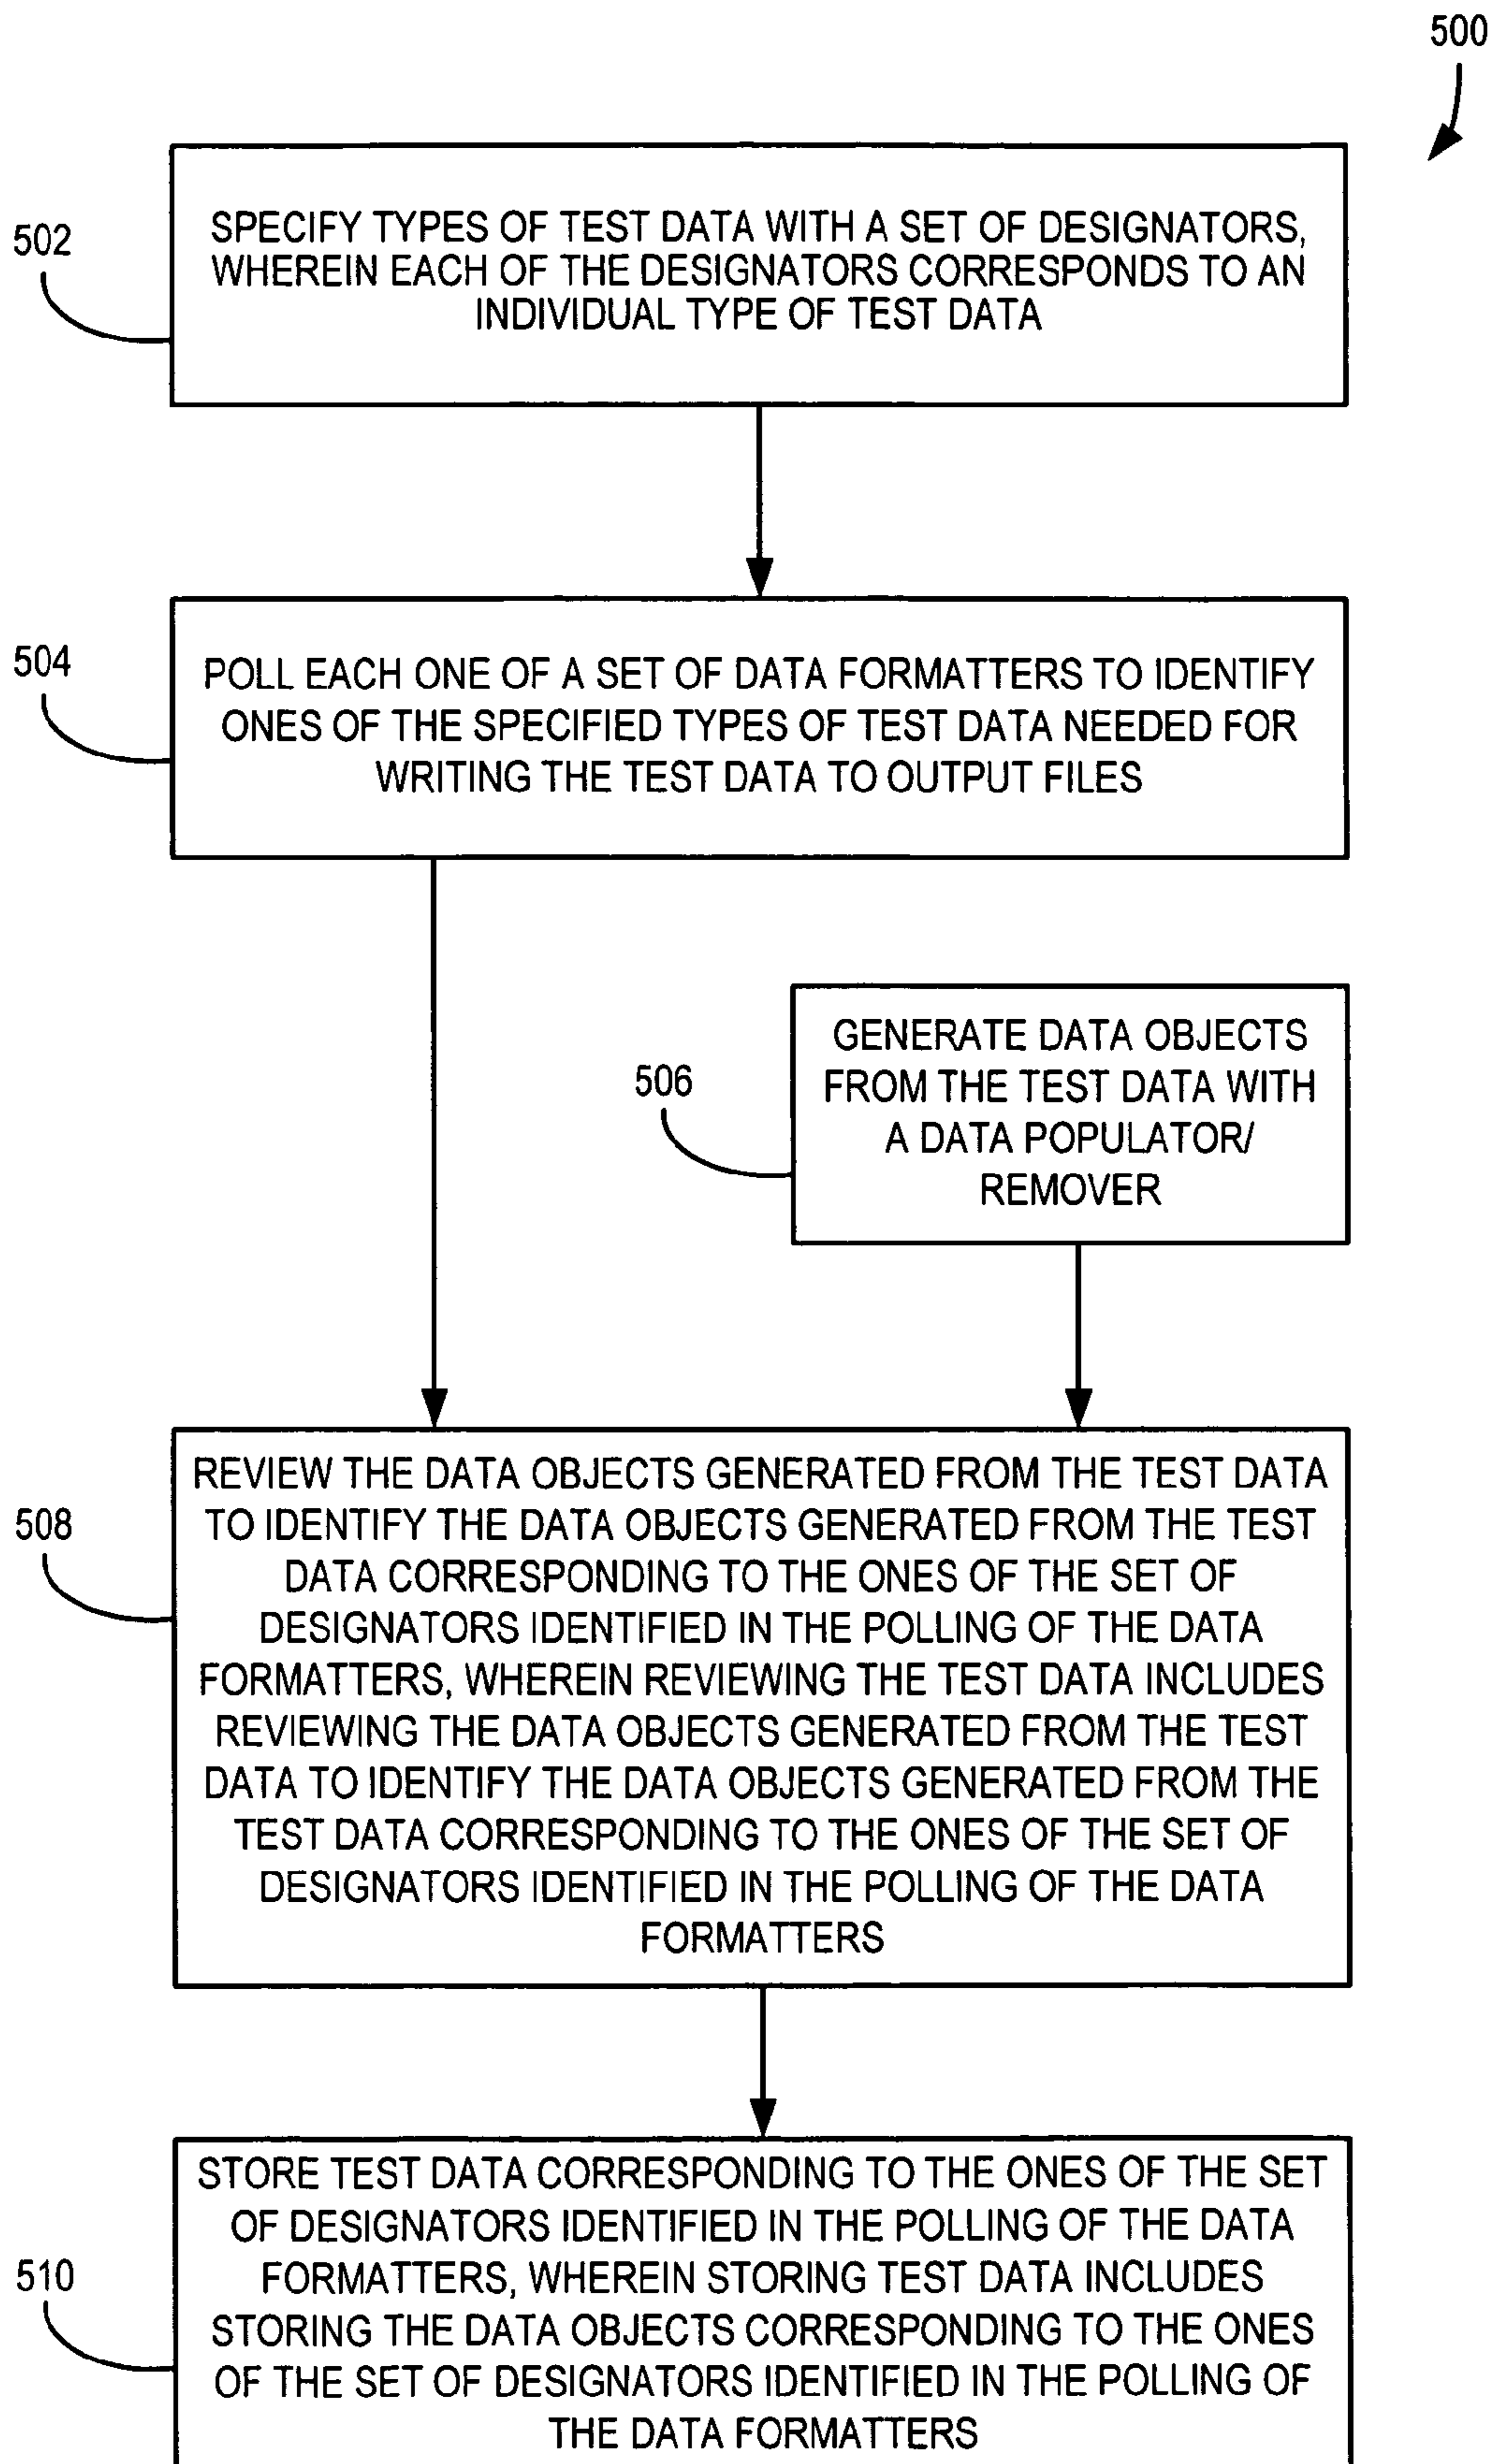 500
502
SPECIFY TYPES OF TEST DATA WITH A SET OF DESIGNATORS,
WHEREIN EACH OF THE DESIGNATORS CORRESPONDS TO AN
INDIVIDUAL TYPE OF TEST DATA
504
POLL EACH ONE OF A SET OF DATA FORMATTERS TO IDENTIFY
ONES OF THE SPECIFIED TYPES OF TEST DATA NEEDED FOR
WRITING THE TEST DATA TO OUTPUT FILES
506
GENERATE DATA OBJECTS
FROM THE TEST DATA WITH
A DATA POPULATOR/
REMOVER
508
REVIEW THE DATA OBJECTS GENERATED FROM THE TEST DATA
TO IDENTIFY THE DATA OBJECTS GENERATED FROM THE TEST
DATA CORRESPONDING TO THE ONES OF THE SET OF
DESIGNATORS IDENTIFIED IN THE POLLING OF THE DATA
FORMATTERS, WHEREIN REVIEWING THE TEST DATA INCLUDES
REVIEWING THE DATA OBJECTS GENERATED FROM THE TEST
DATA TO IDENTIFY THE DATA OBJECTS GENERATED FROM THE
TEST DATA CORRESPONDING TO THE ONES OF THE SET OF
DESIGNATORS IDENTIFIED IN THE POLLING OF THE DATA
FORMATTERS
510
STORE TEST DATA CORRESPONDING TO THE ONES OF THE SET
OF DESIGNATORS IDENTIFIED IN THE POLLING OF THE DATA
FORMATTERS, WHEREIN STORING TEST DATA INCLUDES
STORING THE DATA OBJECTS CORRESPONDING TO THE ONES
OF THE SET OF DESIGNATORS IDENTIFIED IN THE POLLING OF
THE DATA FORMATTERS